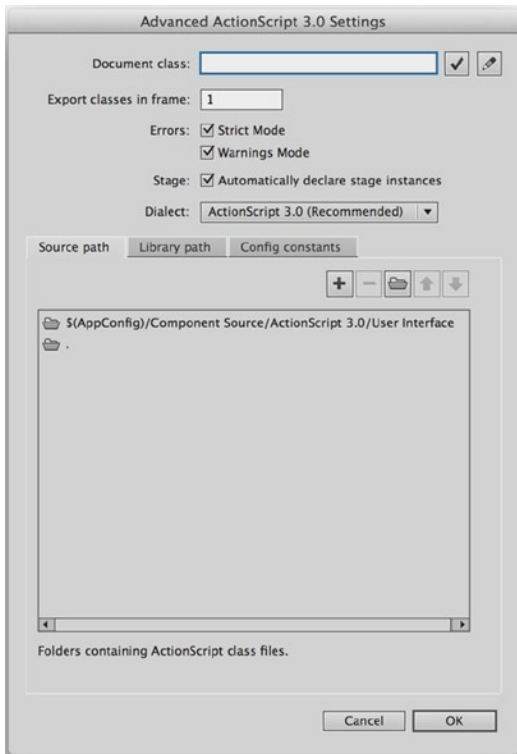 Advanced ActionScript 3.0 Settings
Document class:
Export classes in frame: 1
Errors: Strict Mode
Warnings Mode
Stage: Automatically declare stage instances
Dialect: ActionScript 3.0 (Recommended)
Source path Library path Config constants
$(AppConfig)/Component Source/ActionScript 3.0/User Interface
.
Folders containing ActionScript class files.
Cancel OK